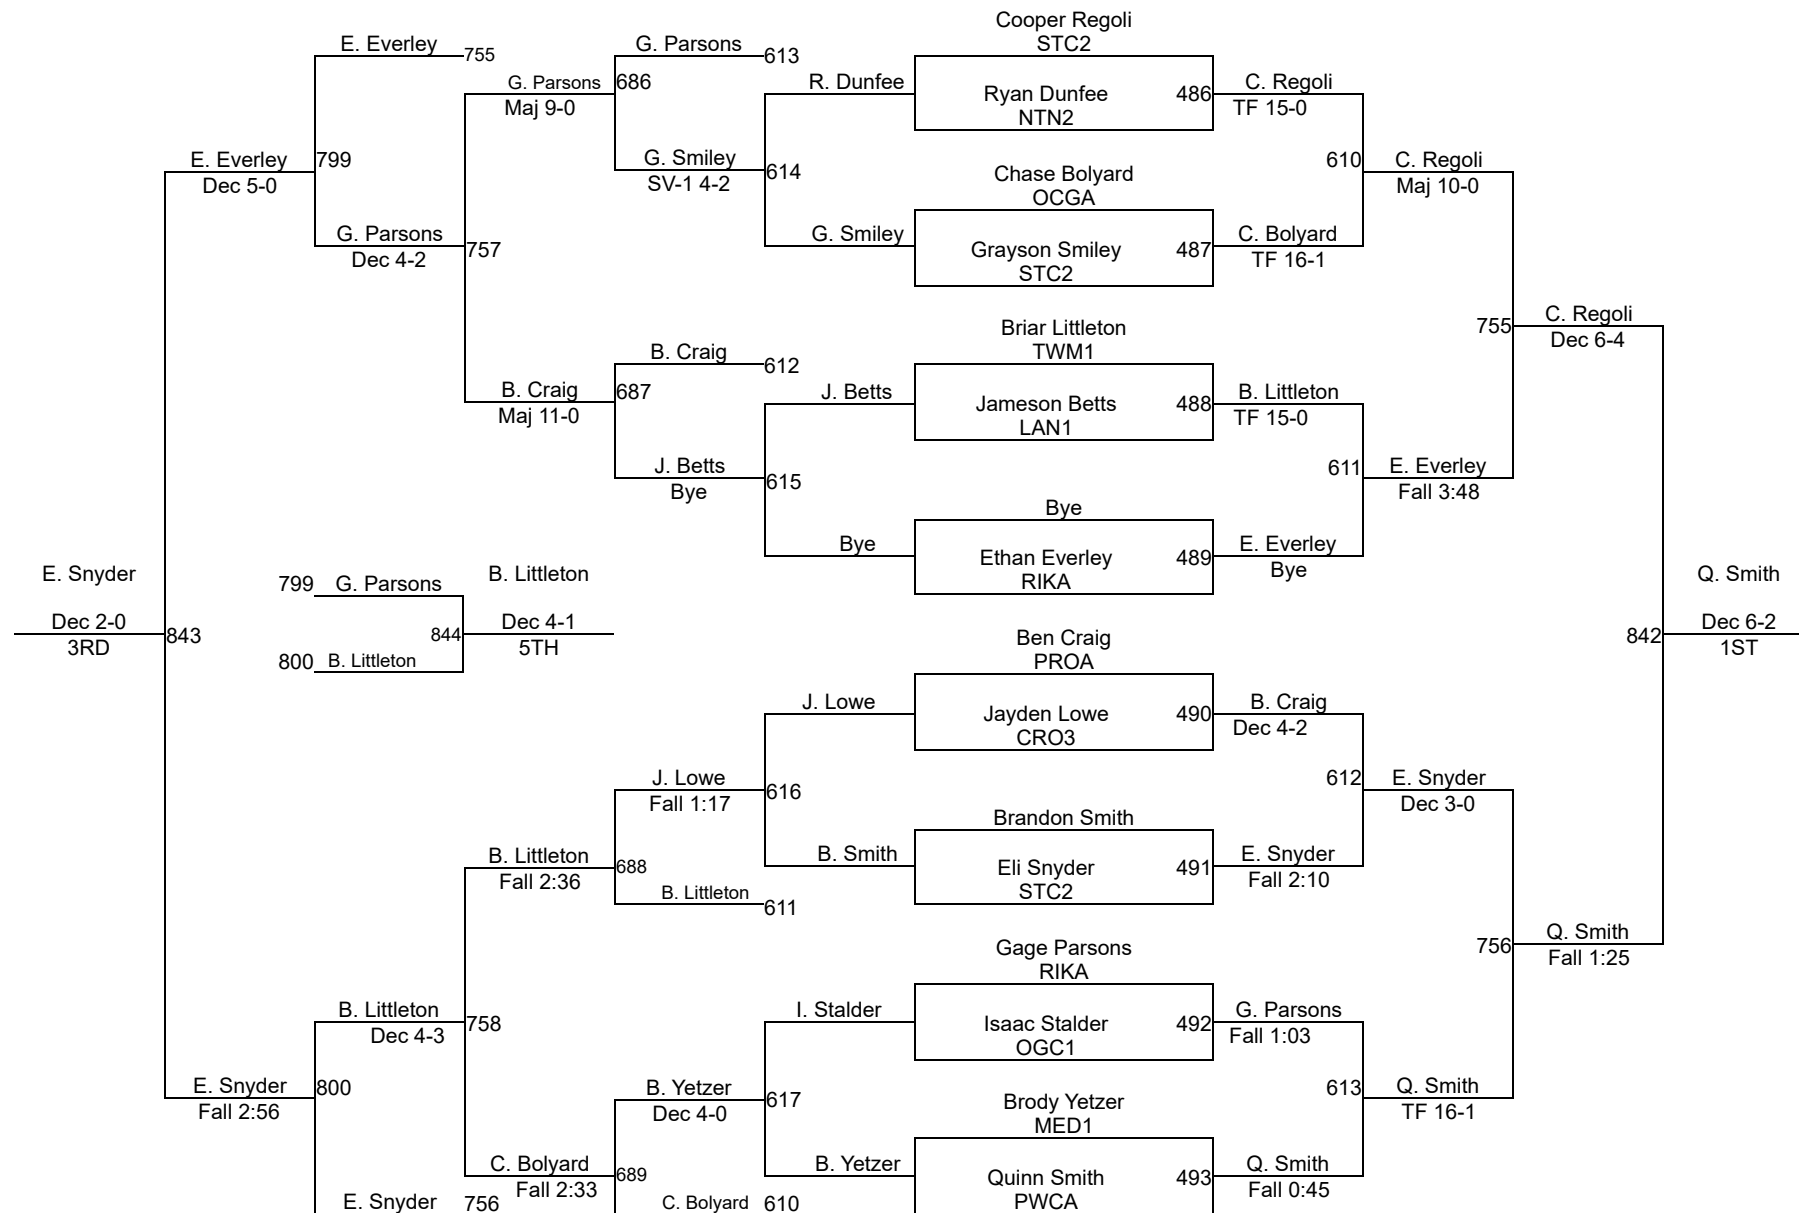 Cooper Regoli
STC2
E. Everley
755
G. Parsons
613
G. Parsons
686
Maj 9-0
R. Dunfee
Ryan Dunfee
NTN2
486
C. Regoli
TF 15-0
E. Everley
799
Dec 5-0
G. Smiley
614
SV-1 4-2
Chase Bolyard
OCGA
610
C. Regoli
Maj 10-0
G. Parsons
757
Dec 4-2
G. Smiley
Grayson Smiley
STC2
487
C. Bolyard
TF 16-1
Briar Littleton
TWM1
755
C. Regoli
Dec 6-4
B. Craig
612
B. Craig
687
Maj 11-0
J. Betts
Jameson Betts
LAN1
488
B. Littleton
TF 15-0
J. Betts
615
Bye
611
E. Everley
Fall 3:48
Bye
Bye
Ethan Everley
RIKA
489
E. Everley
Bye
E. Snyder
Dec 2-0
843
3RD
799
G. Parsons
B. Littleton
844
Dec 4-1
5TH
800
B. Littleton
Q. Smith
842
Dec 6-2
1ST
Ben Craig
PROA
J. Lowe
Jayden Lowe
CRO3
490
B. Craig
Dec 4-2
J. Lowe
616
Fall 1:17
612
E. Snyder
Dec 3-0
Brandon Smith
B. Littleton
688
Fall 2:36
B. Littleton
611
B. Smith
Eli Snyder
STC2
491
E. Snyder
Fall 2:10
Gage Parsons
RIKA
756
Q. Smith
Fall 1:25
B. Littleton
758
Dec 4-3
I. Stalder
Isaac Stalder
OGC1
492
G. Parsons
Fall 1:03
E. Snyder
800
Fall 2:56
B. Yetzer
617
Dec 4-0
Brody Yetzer
MED1
613
Q. Smith
TF 16-1
C. Bolyard
689
Fall 2:33
B. Yetzer
Quinn Smith
PWCA
493
Q. Smith
Fall 0:45
E. Snyder
756
C. Bolyard
610